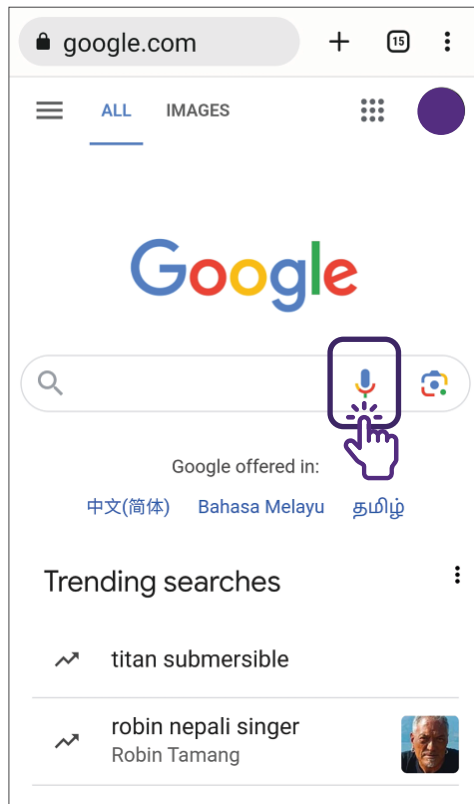 google.com
15
ALL IMAGES
Google
Google offered in:
中文(简体) Bahasa Melayu தமிழ்
Trending searches
titan submersible
robin nepali singer
Robin Tamang